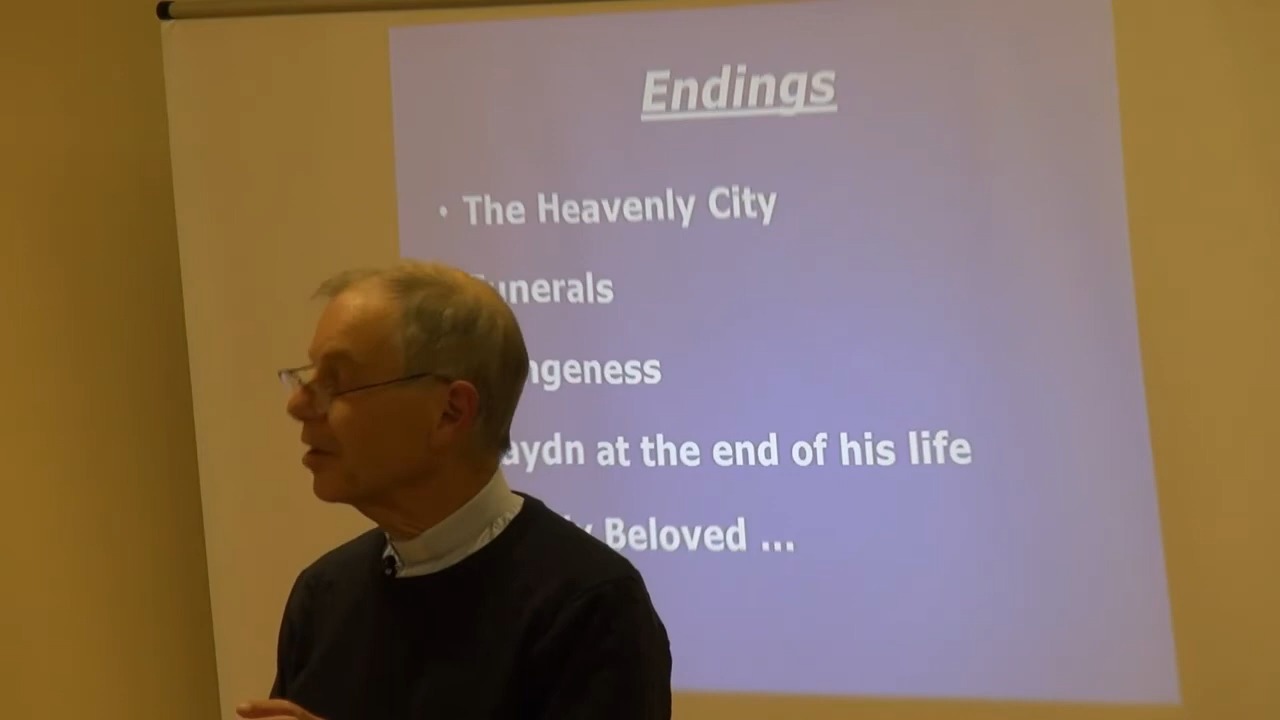 Endings
• The Heavenly City
unerals
ngeness
aydn at the end of his life
Beloved ...